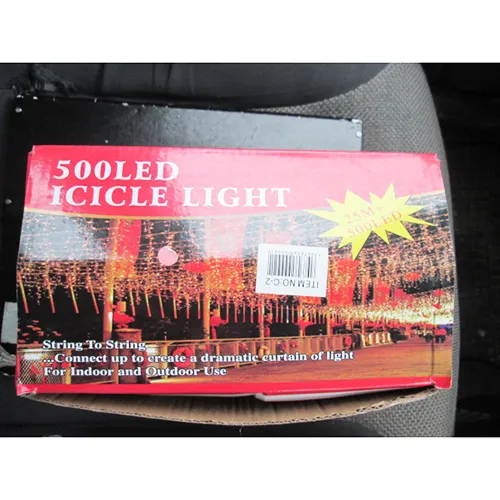 500LED
ICICLE LIGHT
25M
500LED
ITEM NO:C-2
String To String...
...Connect up to create a dramatic curtain of light
For Indoor and Outdoor Use